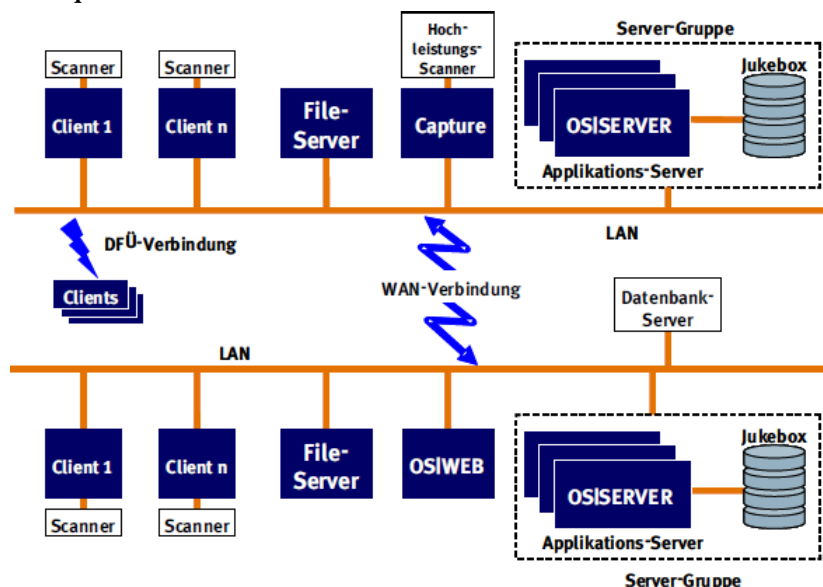 Hoch-
leistungs-
Scanner
Server-Gruppe
Scanner
Scanner
Jukebox
Client 1
Client n
File-
Server
Capture
OS|SERVER
Applikations-Server
LAN
DFÜ-Verbindung
Clients
WAN-Verbindung
Datenbank-
Server
LAN
Client 1
Client n
File-
Server
OS|WEB
Jukebox
OS|SERVER
Scanner
Scanner
Applikations-Server
Server-Gruppe